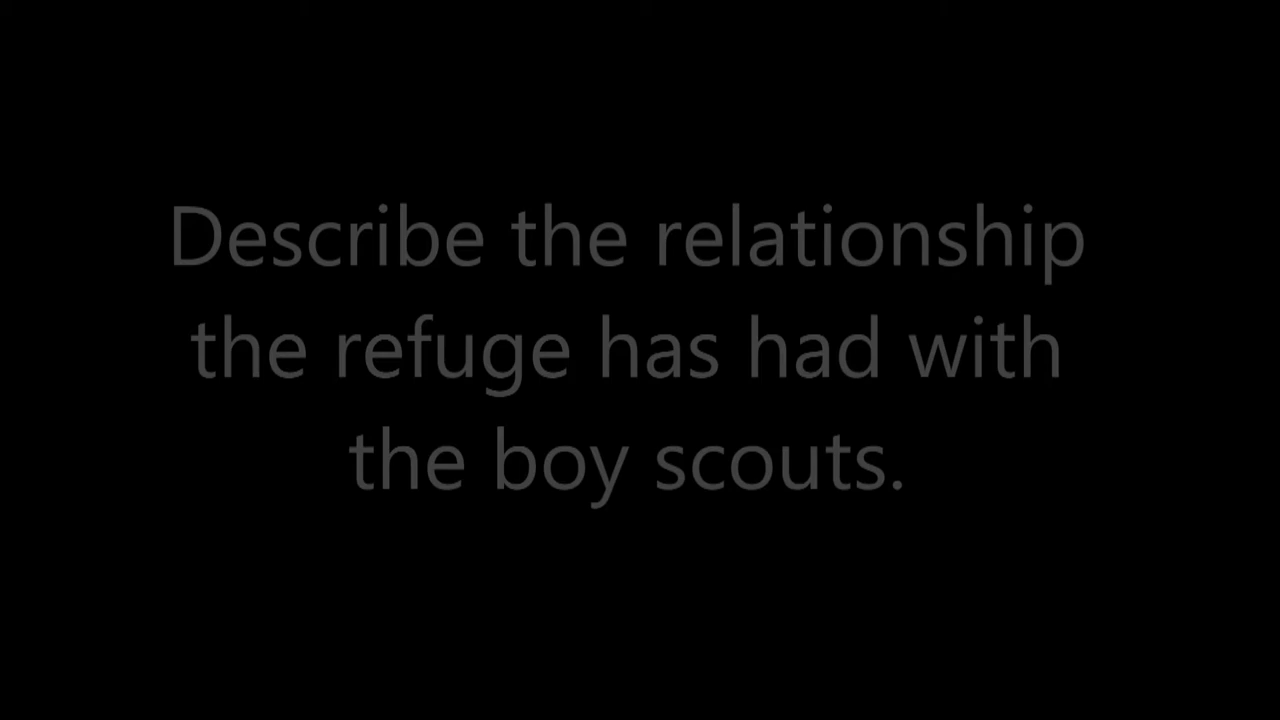 Describe the relationship
the refuge has had with
the boy scouts.